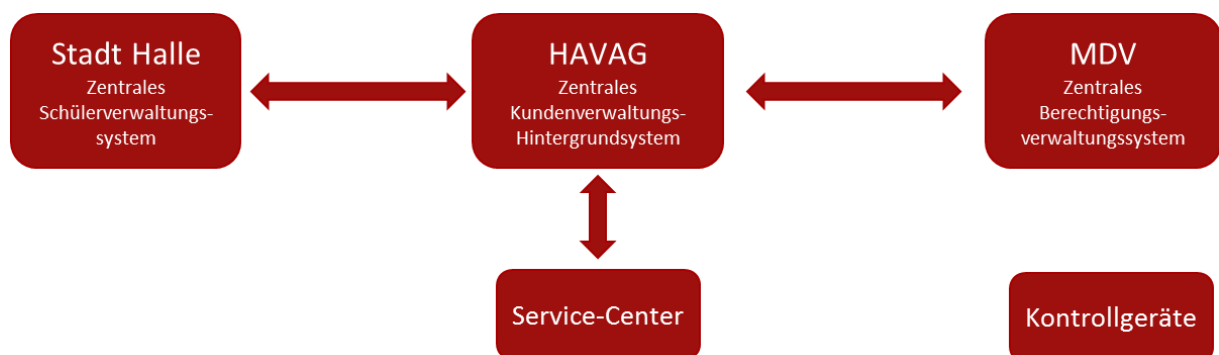 Stadt Halle
Zentrales
Schülerverwaltungs-
system
HAVAG
Zentrales
Kundenverwaltungs-
Hintergrundsystem
MDV
Zentrales
Berechtigungs-
verwaltungssystem
Service-Center
Kontrollgeräte